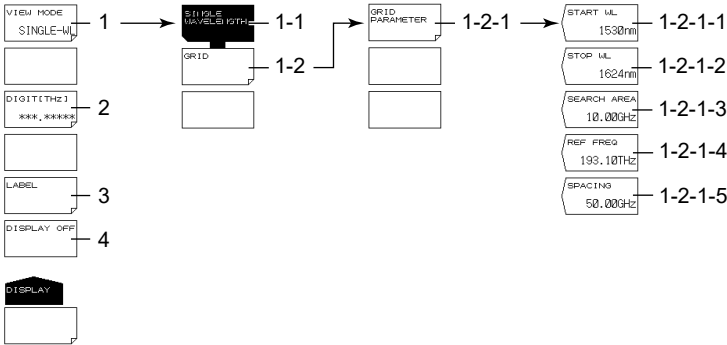 VIEW MODE
SINGLE-WL
1
DIGIT[THz]
***.*****
2
LABEL
3
DISPLAY OFF
4
DISPLAY
SINGLE
WAVELENGTH
1-1
GRID
1-2
GRID
PARAMETER
1-2-1
START WL
1530nm
1-2-1-1
STOP WL
1624nm
1-2-1-2
SEARCH AREA
10.00GHz
1-2-1-3
REF FREQ
193.10THz
1-2-1-4
SPACING
50.00GHz
1-2-1-5